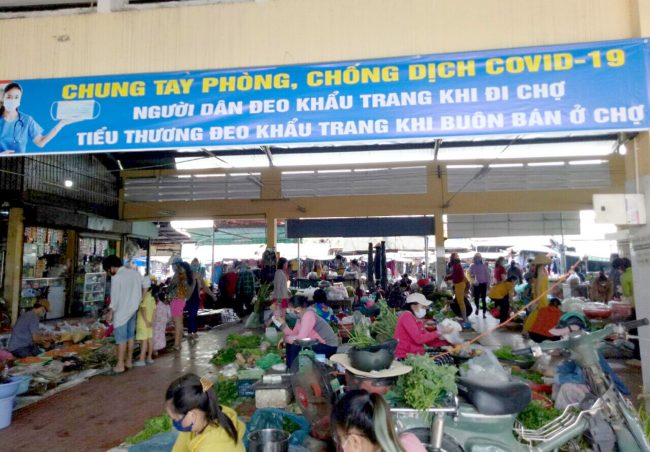 CHUNG TAY PHÒNG, CHỐNG DỊCH COVID-19
NGƯỜI DÂN ĐEO KHẨU TRANG KHI ĐI CHỢ
TIỂU THƯƠNG ĐEO KHẨU TRANG KHI BUÔN BÁN Ở CHỢ